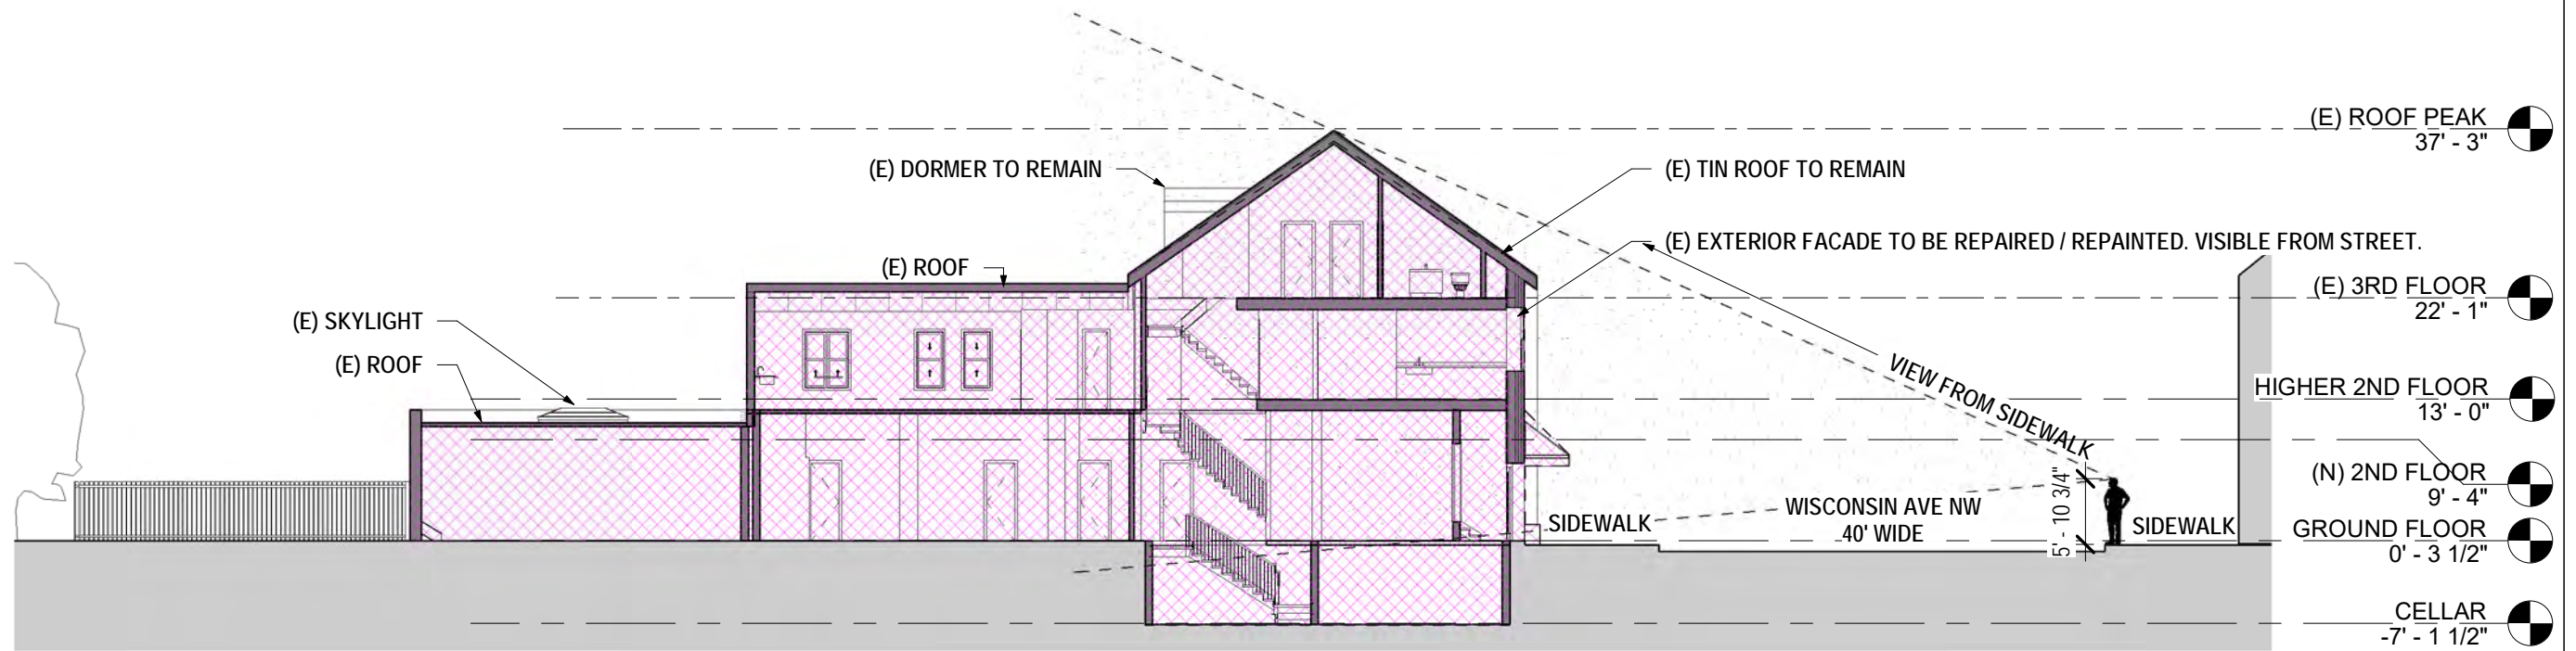 (E) ROOF PEAK
37' - 3"
(E) DORMER TO REMAIN
(E) TIN ROOF TO REMAIN
(E) EXTERIOR FACADE TO BE REPAIRED / REPAINTED. VISIBLE FROM STREET.
(E) ROOF
(E) 3RD FLOOR
22' - 1"
(E) SKYLIGHT
(E) ROOF
VIEW FROM SIDEWALK
HIGHER 2ND FLOOR
13' - 0"
(N) 2ND FLOOR
9' - 4"
5' - 10 3/4"
WISCONSIN AVE NW
40' WIDE
SIDEWALK
SIDEWALK
GROUND FLOOR
0' - 3 1/2"
CELLAR
-7' - 1 1/2"